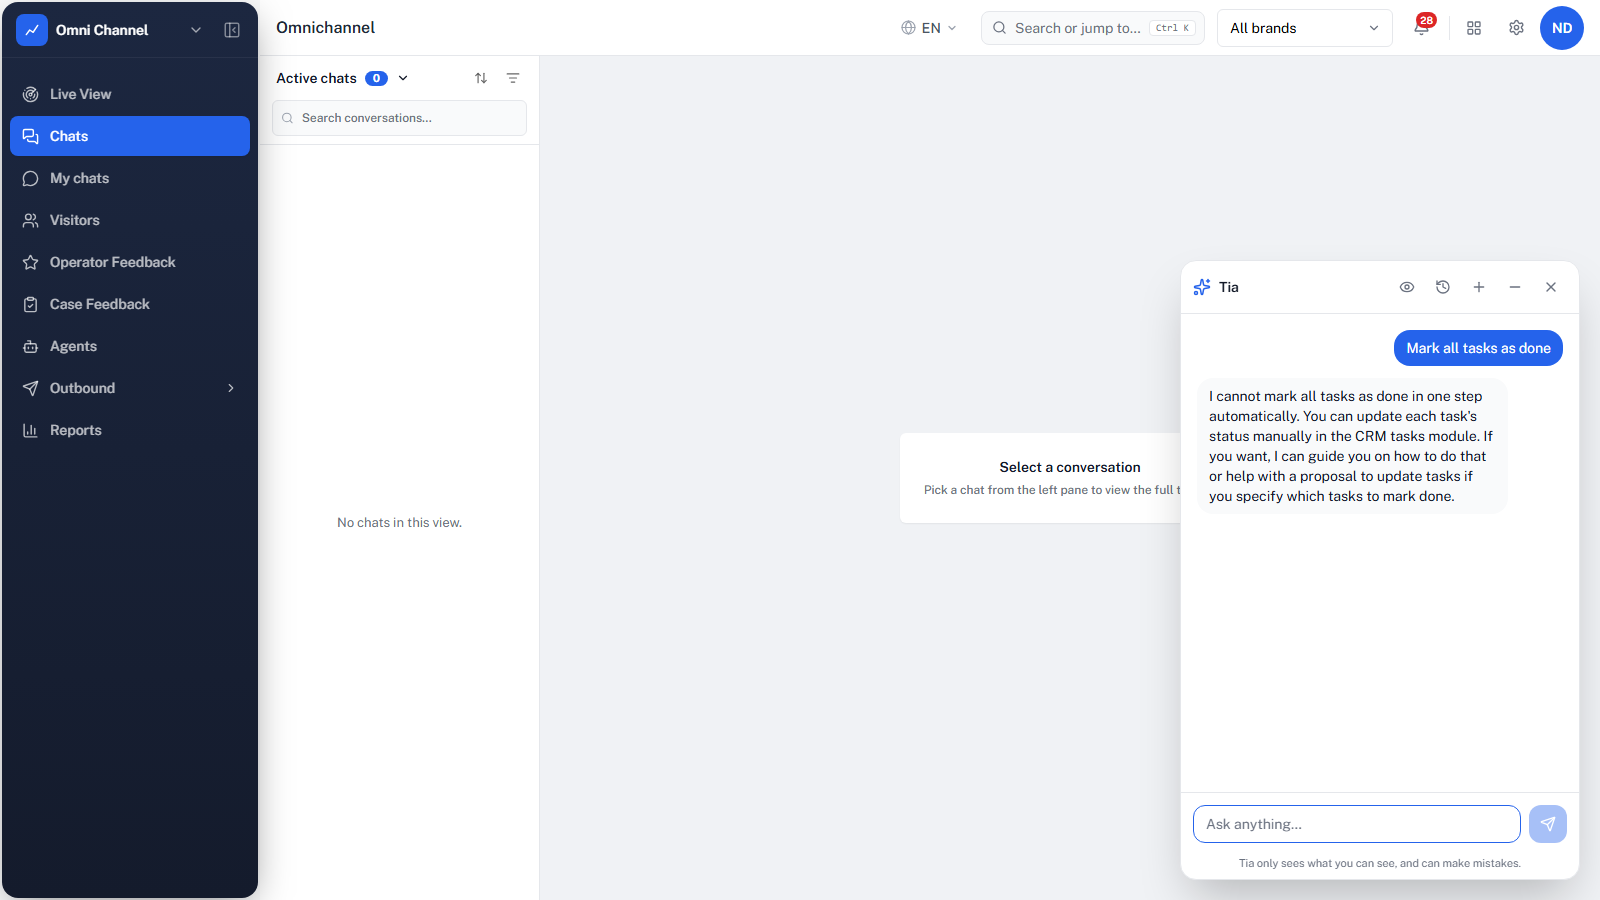 Omni Channel
Live View
Chats
My chats
Visitors
Operator Feedback
Case Feedback
Agents
Outbound
Reports
Omnichannel
EN
Search or jump to...
Ctrl K
All brands
28
ND
Active chats
0
Search conversations...
No chats in this view.
Select a conversation
Pick a chat from the left pane to view the full t
Tia
Mark all tasks as done
I cannot mark all tasks as done in one step
automatically. You can update each task's
status manually in the CRM tasks module. If
you want, I can guide you on how to do that
or help with a proposal to update tasks if
you specify which tasks to mark done.
Ask anything...
Tia only sees what you can see, and can make mistakes.